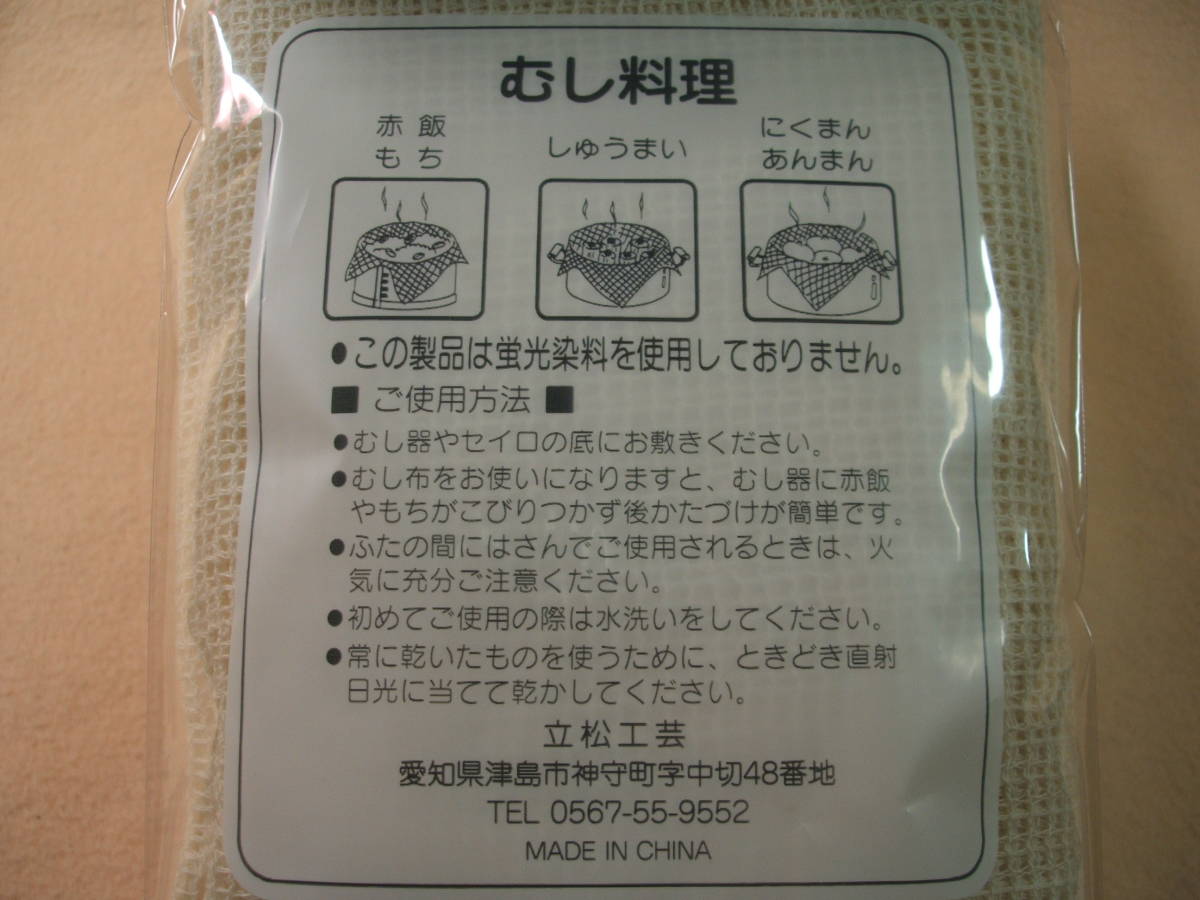 むし料理
赤飯
もち
しゅうまい
にくまん
あんまん
●この製品は蛍光染料を使用しておりません。
■ ご使用方法 ■
●むし器やセイロの底にお敷きください。
●むし布をお使いになりますと、むし器に赤飯
やもちがこびりつかず後かたづけが簡単です。
●ふたの間にはさんでご使用されるときは、火
気に充分ご注意ください。
●初めてご使用の際は水洗いをしてください。
●常に乾いたものを使うために、ときどき直射
日光に当てて乾かしてください。
立松工芸
愛知県津島市神守町字中切48番地
TEL 0567-55-9552
MADE IN CHINA